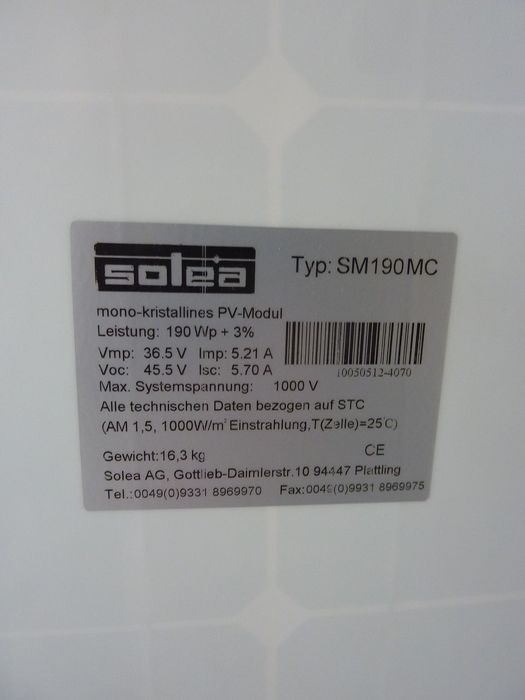 solea
Typ: SM190MC
mono-kristallines PV-Modul
Leistung: 190 Wp + 3%
Vmp: 36.5 V Imp: 5.21 A
Voc: 45.5 V Isc: 5.70 A
10050512-4070
Max. Systemspannung: 1000 V
Alle technischen Daten bezogen auf STC
(AM 1,5, 1000W/m² Einstrahlung,T(Zelle)=25°C)
Gewicht:16,3 kg
CE
Solea AG, Gottlieb-Daimlerstr.10 94447 Plattling
Tel.:0049(0)9331 8969970 Fax:0049(0)9931 8969975